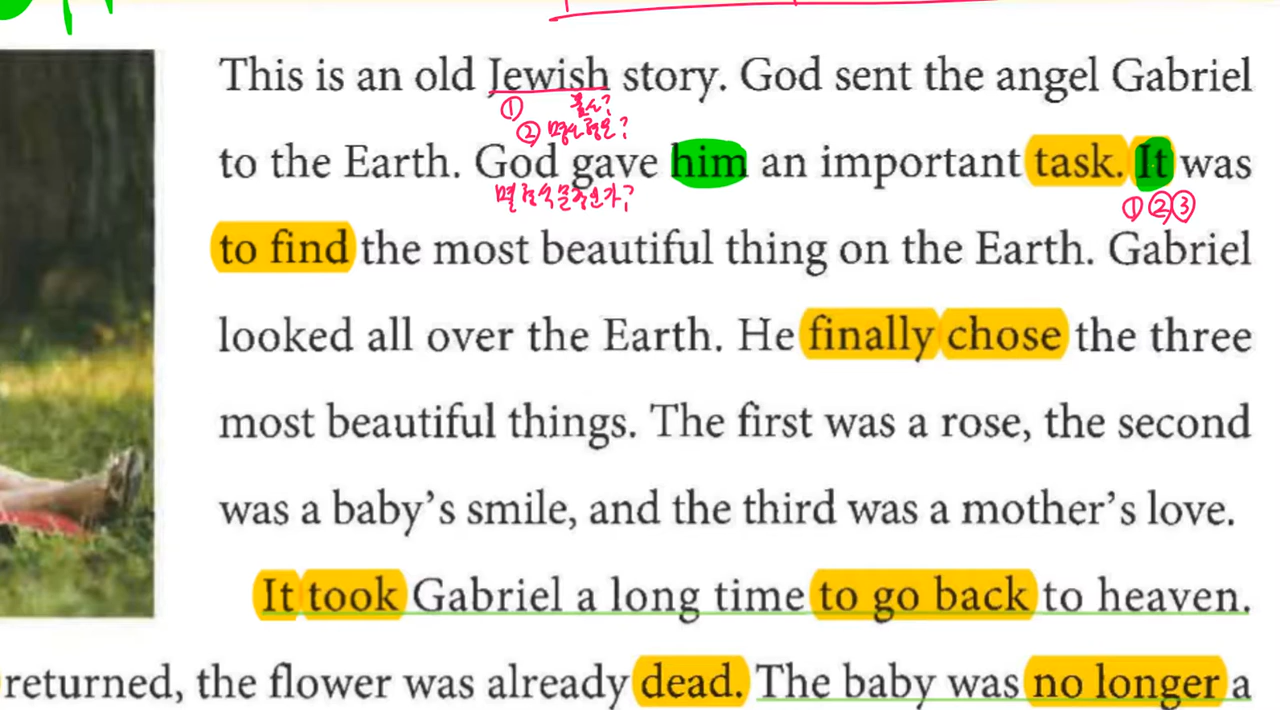 This is an old Jewish story. God sent the angel Gabriel
①
②
to the Earth. God gave him an important task. It was
① ② ③
to find the most beautiful thing on the Earth. Gabriel
looked all over the Earth. He finally chose the three
most beautiful things. The first was a rose, the second
was a baby’s smile, and the third was a mother’s love.
It took Gabriel a long time to go back to heaven.
returned, the flower was already dead. The baby was no longer a